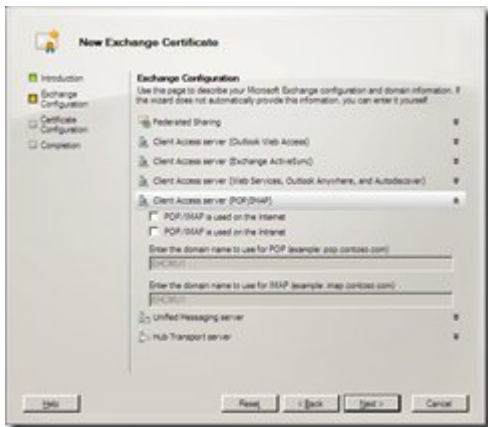 New Exchange Certificate
Introduction
Exchange
Configuration
Certificate
Configuration
Completion
Exchange Configuration
Use this page to describe your Microsoft Exchange configuration and domain information. If
the wizard does not automatically provide this information, you can enter it yourself.
Federated Sharing
Client Access server (Outlook Web Access)
Client Access server (Exchange ActiveSync)
Client Access server (Web Services, Outlook Anywhere, and Autodiscover)
Client Access server (POP/IMAP)
POP/IMAP is used on the Internet
POP/IMAP is used on the Intranet
Enter the domain name to use for POP (example: pop.contoso.com)
Enter the domain name to use for IMAP (example: imap.contoso.com)
Unified Messaging server
Hub Transport server
Help
Reset
< Back
Next >
Cancel